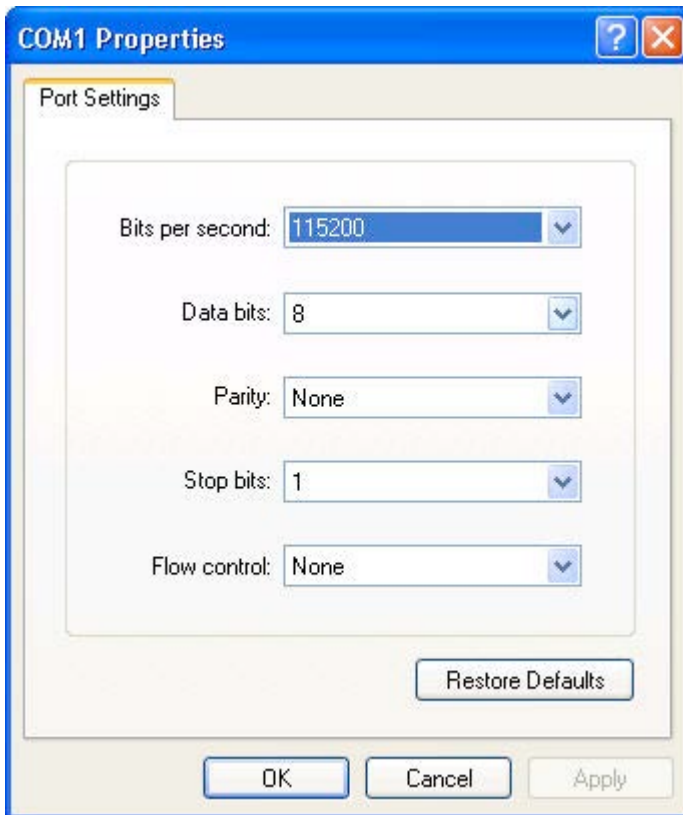 COM1 Properties
Port Settings
Bits per second: 115200
Data bits: 8
Parity: None
Stop bits: 1
Flow control: None
Restore Defaults
OK Cancel Apply